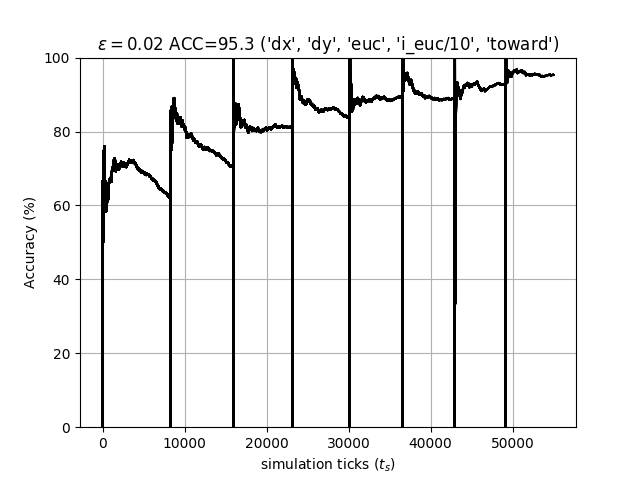 ε = 0.02 ACC=95.3 ('dx', 'dy', 'euc', 'i_euc/10', 'toward')
100
80
60
40
20
0
Accuracy (%)
0 10000 20000 30000 40000 50000
simulation ticks (t_s)